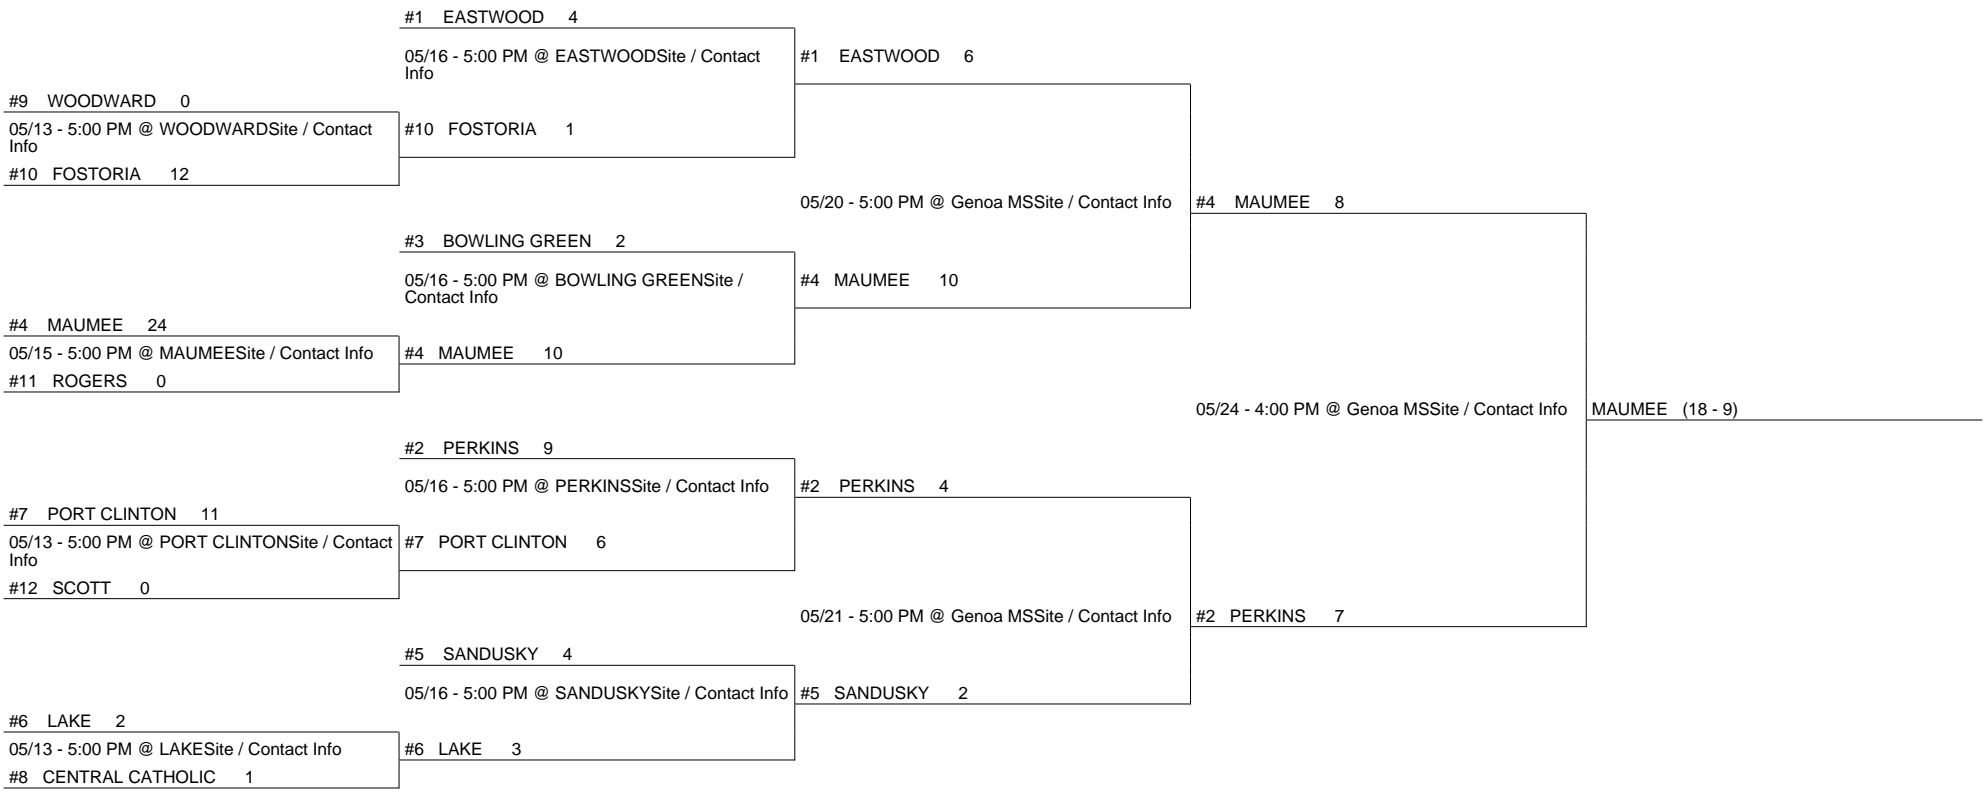 #1 EASTWOOD 4
05/16 - 5:00 PM @ EASTWOODSite / Contact
Info
#1 EASTWOOD 6
#9 WOODWARD 0
05/13 - 5:00 PM @ WOODWARDSite / Contact
Info
#10 FOSTORIA 1
#10 FOSTORIA 12
05/20 - 5:00 PM @ Genoa MSSite / Contact Info
#4 MAUMEE 8
#3 BOWLING GREEN 2
05/16 - 5:00 PM @ BOWLING GREENSite /
Contact Info
#4 MAUMEE 10
#4 MAUMEE 24
05/15 - 5:00 PM @ MAUMEESite / Contact Info
#4 MAUMEE 10
#11 ROGERS 0
05/24 - 4:00 PM @ Genoa MSSite / Contact Info
MAUMEE (18 - 9)
#2 PERKINS 9
05/16 - 5:00 PM @ PERKINSSite / Contact Info
#2 PERKINS 4
#7 PORT CLINTON 11
05/13 - 5:00 PM @ PORT CLINTONSite / Contact
Info
#7 PORT CLINTON 6
#12 SCOTT 0
05/21 - 5:00 PM @ Genoa MSSite / Contact Info
#2 PERKINS 7
#5 SANDUSKY 4
05/16 - 5:00 PM @ SANDUSKYSite / Contact Info
#5 SANDUSKY 2
#6 LAKE 2
05/13 - 5:00 PM @ LAKESite / Contact Info
#6 LAKE 3
#8 CENTRAL CATHOLIC 1